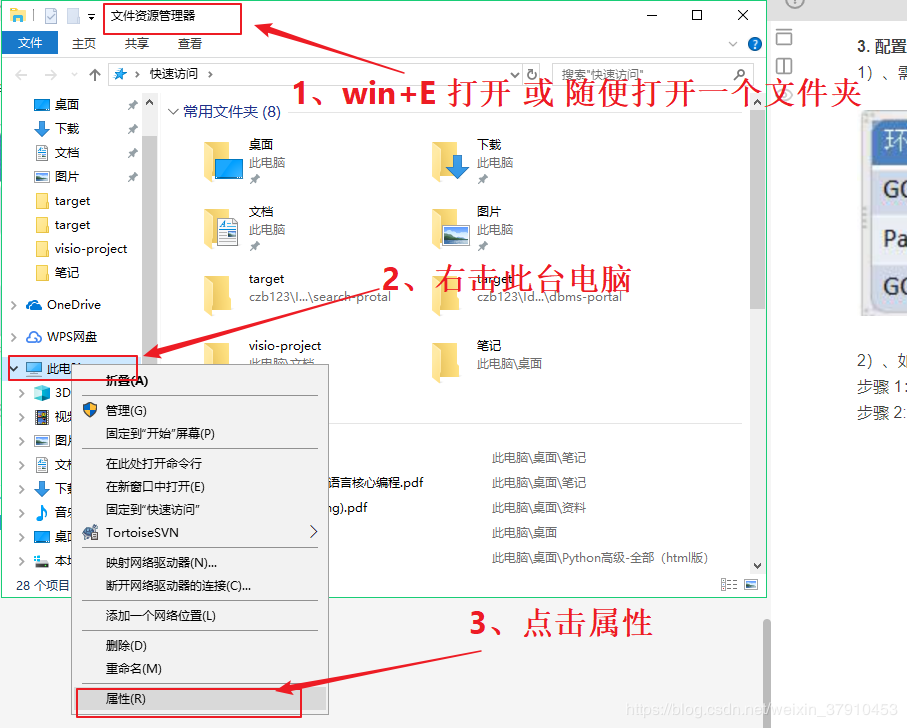 文件资源管理器
文件 主页 共享 查看
快速访问
搜索"快速访问"
1、win+E 打开 或 随便打开一个文件夹
桌面
下载
文档
图片
target
target
visio-project
笔记
OneDrive
WPS网盘
此电脑
3D
视频
图片
文档
下载
音乐
桌面
本地
28 个项目
常用文件夹 (8)
桌面
此电脑
下载
此电脑
文档
此电脑
图片
此电脑
target
czb123\I...\search-protal
target
czb123\Id...\dbms-portal
visio-project
此电脑\文档
笔记
此电脑\桌面
2、右击此台电脑
语言核心编程.pdf
此电脑\桌面\笔记
此电脑\桌面\笔记
ng).pdf
此电脑\桌面\资料
此电脑\桌面
此电脑\桌面\Python高级-全部（html版）
折叠(A)
管理(G)
固定到"开始"屏幕(P)
在此处打开命令行
在新窗口中打开(E)
固定到"快速访问"
TortoiseSVN
映射网络驱动器(N)...
断开网络驱动器的连接(C)...
添加一个网络位置(L)
删除(D)
重命名(M)
属性(R)
3、点击属性
3. 配置
1）、需
环
GO
Pa
GO
2）、如
步骤 1:
步骤 2:
https://blog.csdn.net/weixin_37910453